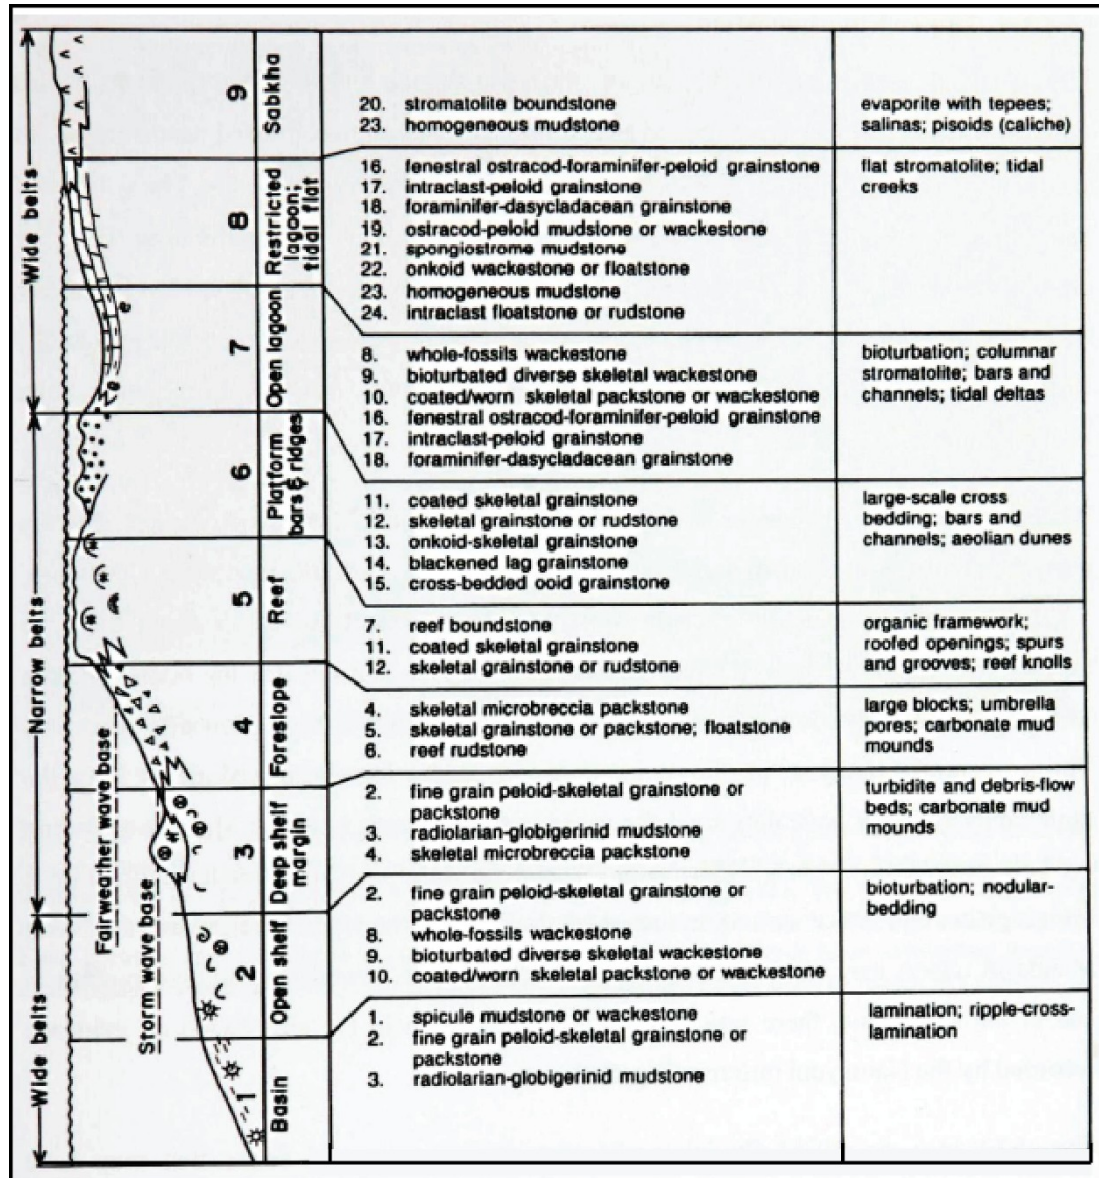 Wide belts
9
Sabkha
20. stromatolite boundstone
23. homogeneous mudstone
evaporite with tepees;
salinas; pisoids (caliche)
8
Restricted
lagoon;
tidal flat
16. fenestral ostracod-foraminifer-peloid grainstone
17. intraclast-peloid grainstone
18. foraminifer-dasycladacean grainstone
19. ostracod-peloid mudstone or wackestone
21. spongiostrome mudstone
22. onkoid wackestone or floatstone
23. homogeneous mudstone
24. intraclast floatstone or rudstone
flat stromatolite; tidal
creeks
7
Open lagoon
8. whole-fossils wackestone
9. bioturbated diverse skeletal wackestone
10. coated/worn skeletal packstone or wackestone
16. fenestral ostracod-foraminifer-peloid grainstone
17. intraclast-peloid grainstone
18. foraminifer-dasycladacean grainstone
bioturbation; columnar
stromatolite; bars and
channels; tidal deltas
Narrow belts
6
Platform
bars & ridges
11. coated skeletal grainstone
12. skeletal grainstone or rudstone
13. onkoid-skeletal grainstone
14. blackened lag grainstone
15. cross-bedded ooid grainstone
large-scale cross
bedding; bars and
channels; aeolian dunes
5
Reef
7. reef boundstone
11. coated skeletal grainstone
12. skeletal grainstone or rudstone
organic framework;
roofed openings; spurs
and grooves; reef knolls
4
Foreslope
4. skeletal microbreccia packstone
5. skeletal grainstone or packstone; floatstone
6. reef rudstone
large blocks; umbrella
pores; carbonate mud
mounds
Fairweather wave base
3
Deep shelf
margin
2. fine grain peloid-skeletal grainstone or
packstone
3. radiolarian-globigerinid mudstone
4. skeletal microbreccia packstone
turbidite and debris-flow
beds; carbonate mud
mounds
Storm wave base
Wide belts
2
Open shelf
2. fine grain peloid-skeletal grainstone or
packstone
8. whole-fossils wackestone
9. bioturbated diverse skeletal wackestone
10. coated/worn skeletal packstone or wackestone
bioturbation; nodular-
bedding
1
Basin
1. spicule mudstone or wackestone
2. fine grain peloid-skeletal grainstone or
packstone
3. radiolarian-globigerinid mudstone
lamination; ripple-cross-
lamination